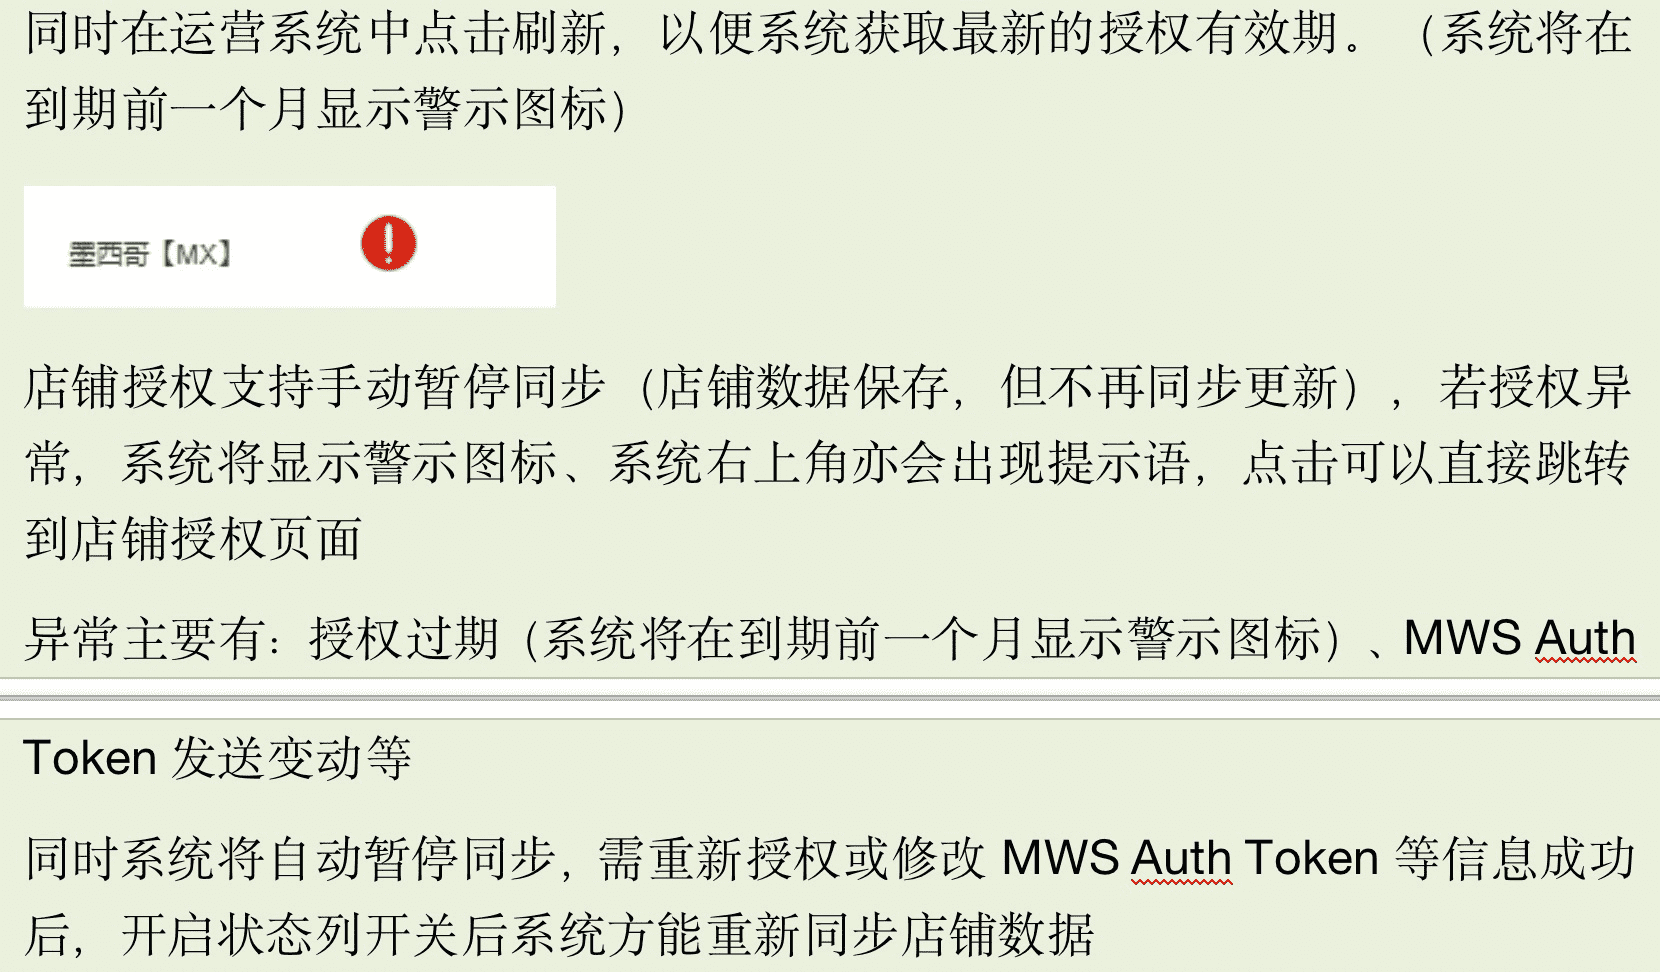 同时在运营系统中点击刷新，以便系统获取最新的授权有效期。（系统将在
到期前一个月显示警示图标）
墨西哥【MX】
店铺授权支持手动暂停同步（店铺数据保存，但不再同步更新），若授权异
常，系统将显示警示图标、系统右上角亦会出现提示语，点击可以直接跳转
到店铺授权页面
异常主要有：授权过期（系统将在到期前一个月显示警示图标）、MWS Auth
Token 发送变动等
同时系统将自动暂停同步，需重新授权或修改 MWS Auth Token 等信息成功
后，开启状态列开关后系统方能重新同步店铺数据